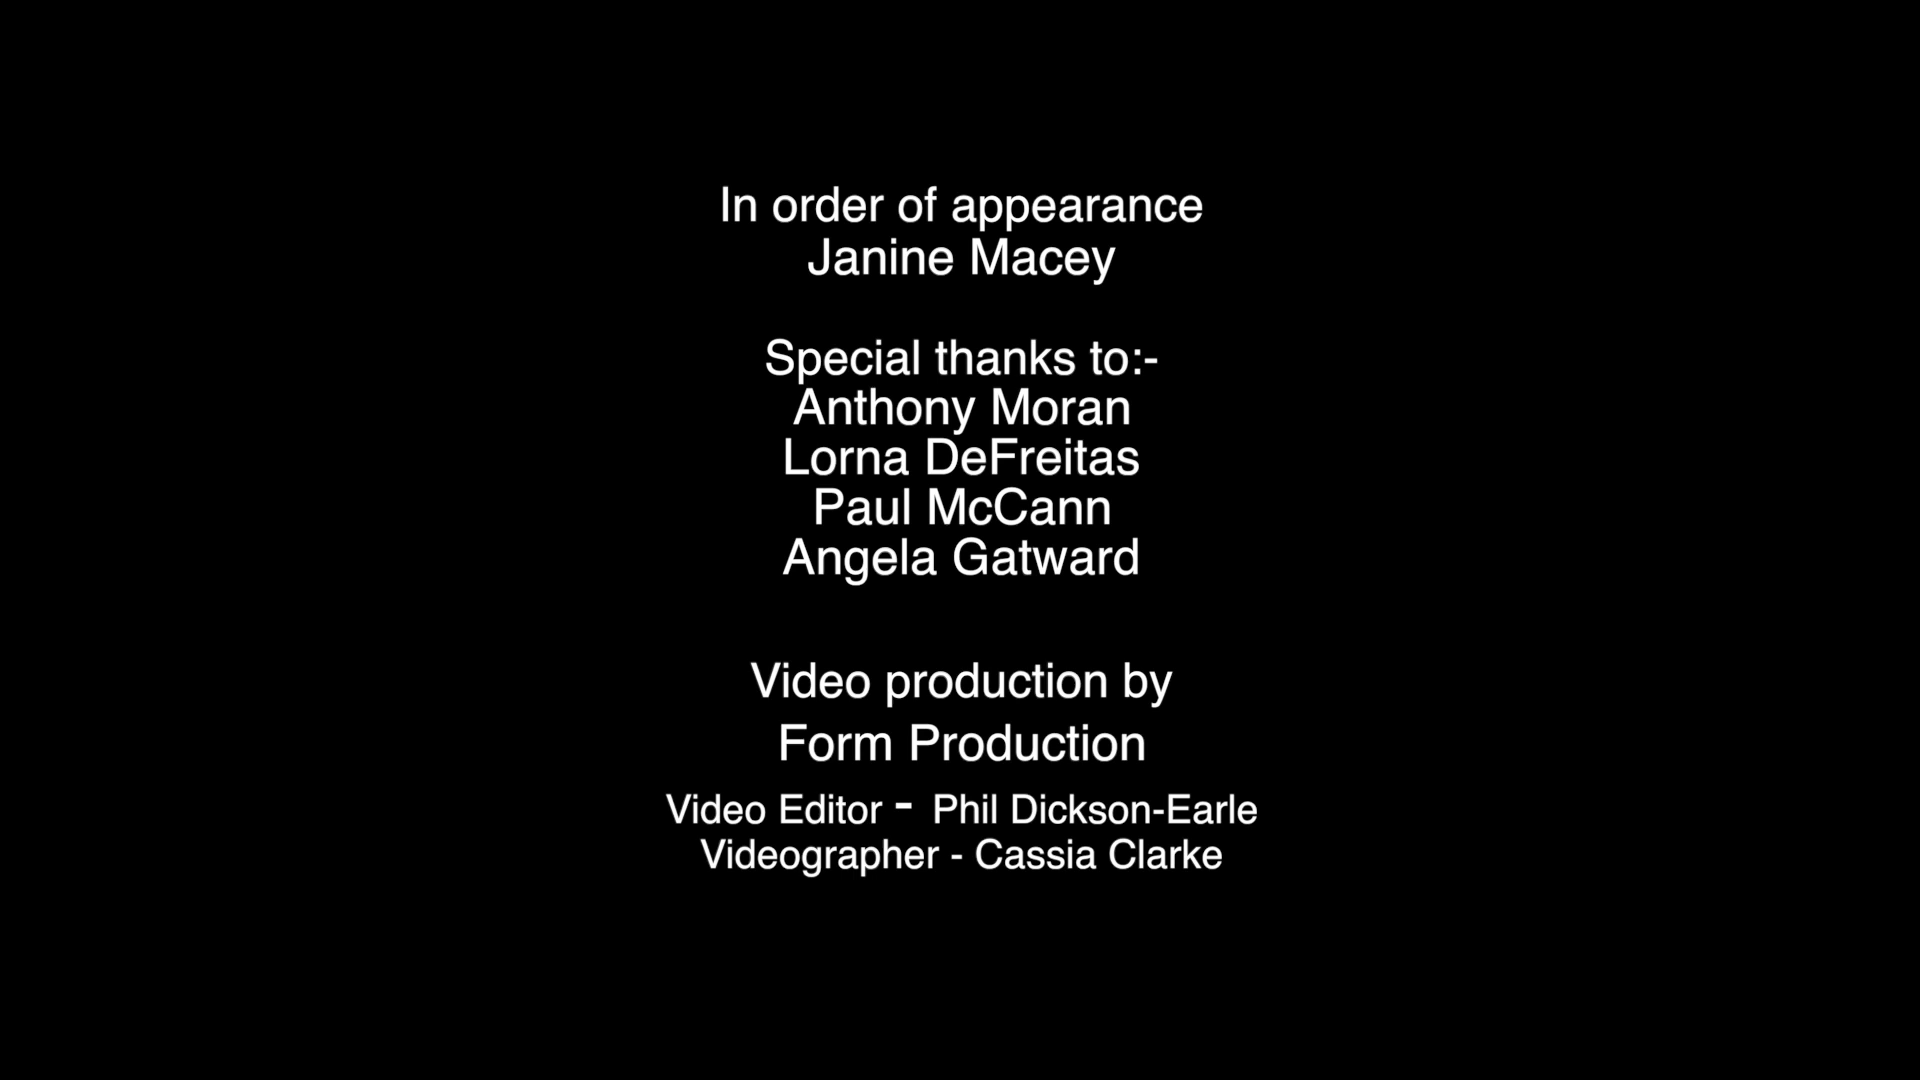 In order of appearance
Janine Macey
Special thanks to:-
Anthony Moran
Lorna DeFreitas
Paul McCann
Angela Gatward
Video production by
Form Production
Video Editor - Phil Dickson-Earle
Videographer - Cassia Clarke